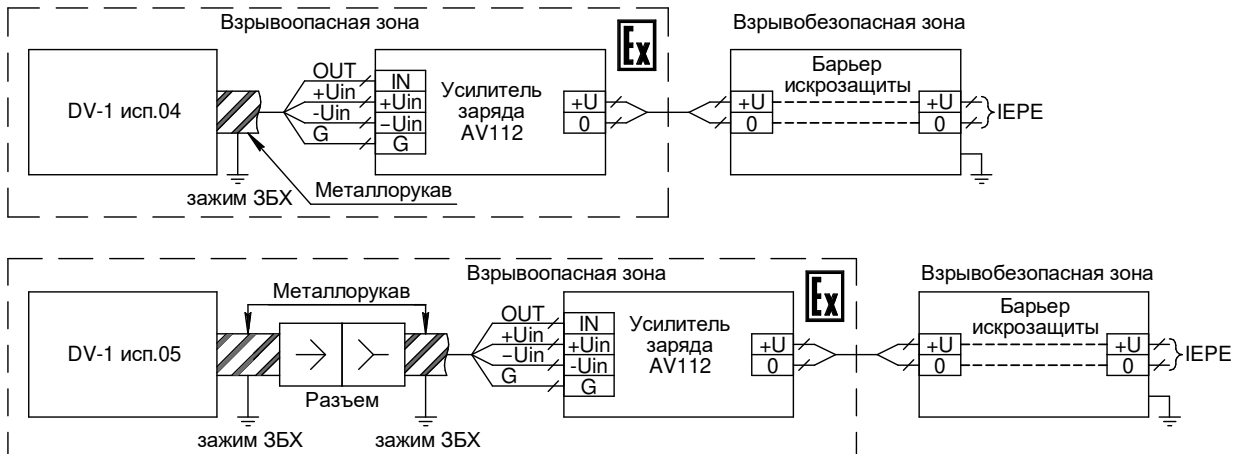 Взрывоопасная зона
Взрывобезопасная зона
DV-1 исп.04
OUT
+Uin
-Uin
G
IN
+Uin
−Uin
G
Усилитель
заряда
AV112
+U
0
Ex
+U
0
Барьер
искрозащиты
+U
0
IEPE
зажим ЗБХ
Металлорукав
Взрывоопасная зона
Взрывобезопасная зона
Металлорукав
DV-1 исп.05
Разъем
OUT
+Uin
−Uin
G
IN
+Uin
-Uin
G
Усилитель
заряда
AV112
+U
0
Ex
+U
0
Барьер
искрозащиты
+U
0
IEPE
зажим ЗБХ
зажим ЗБХ